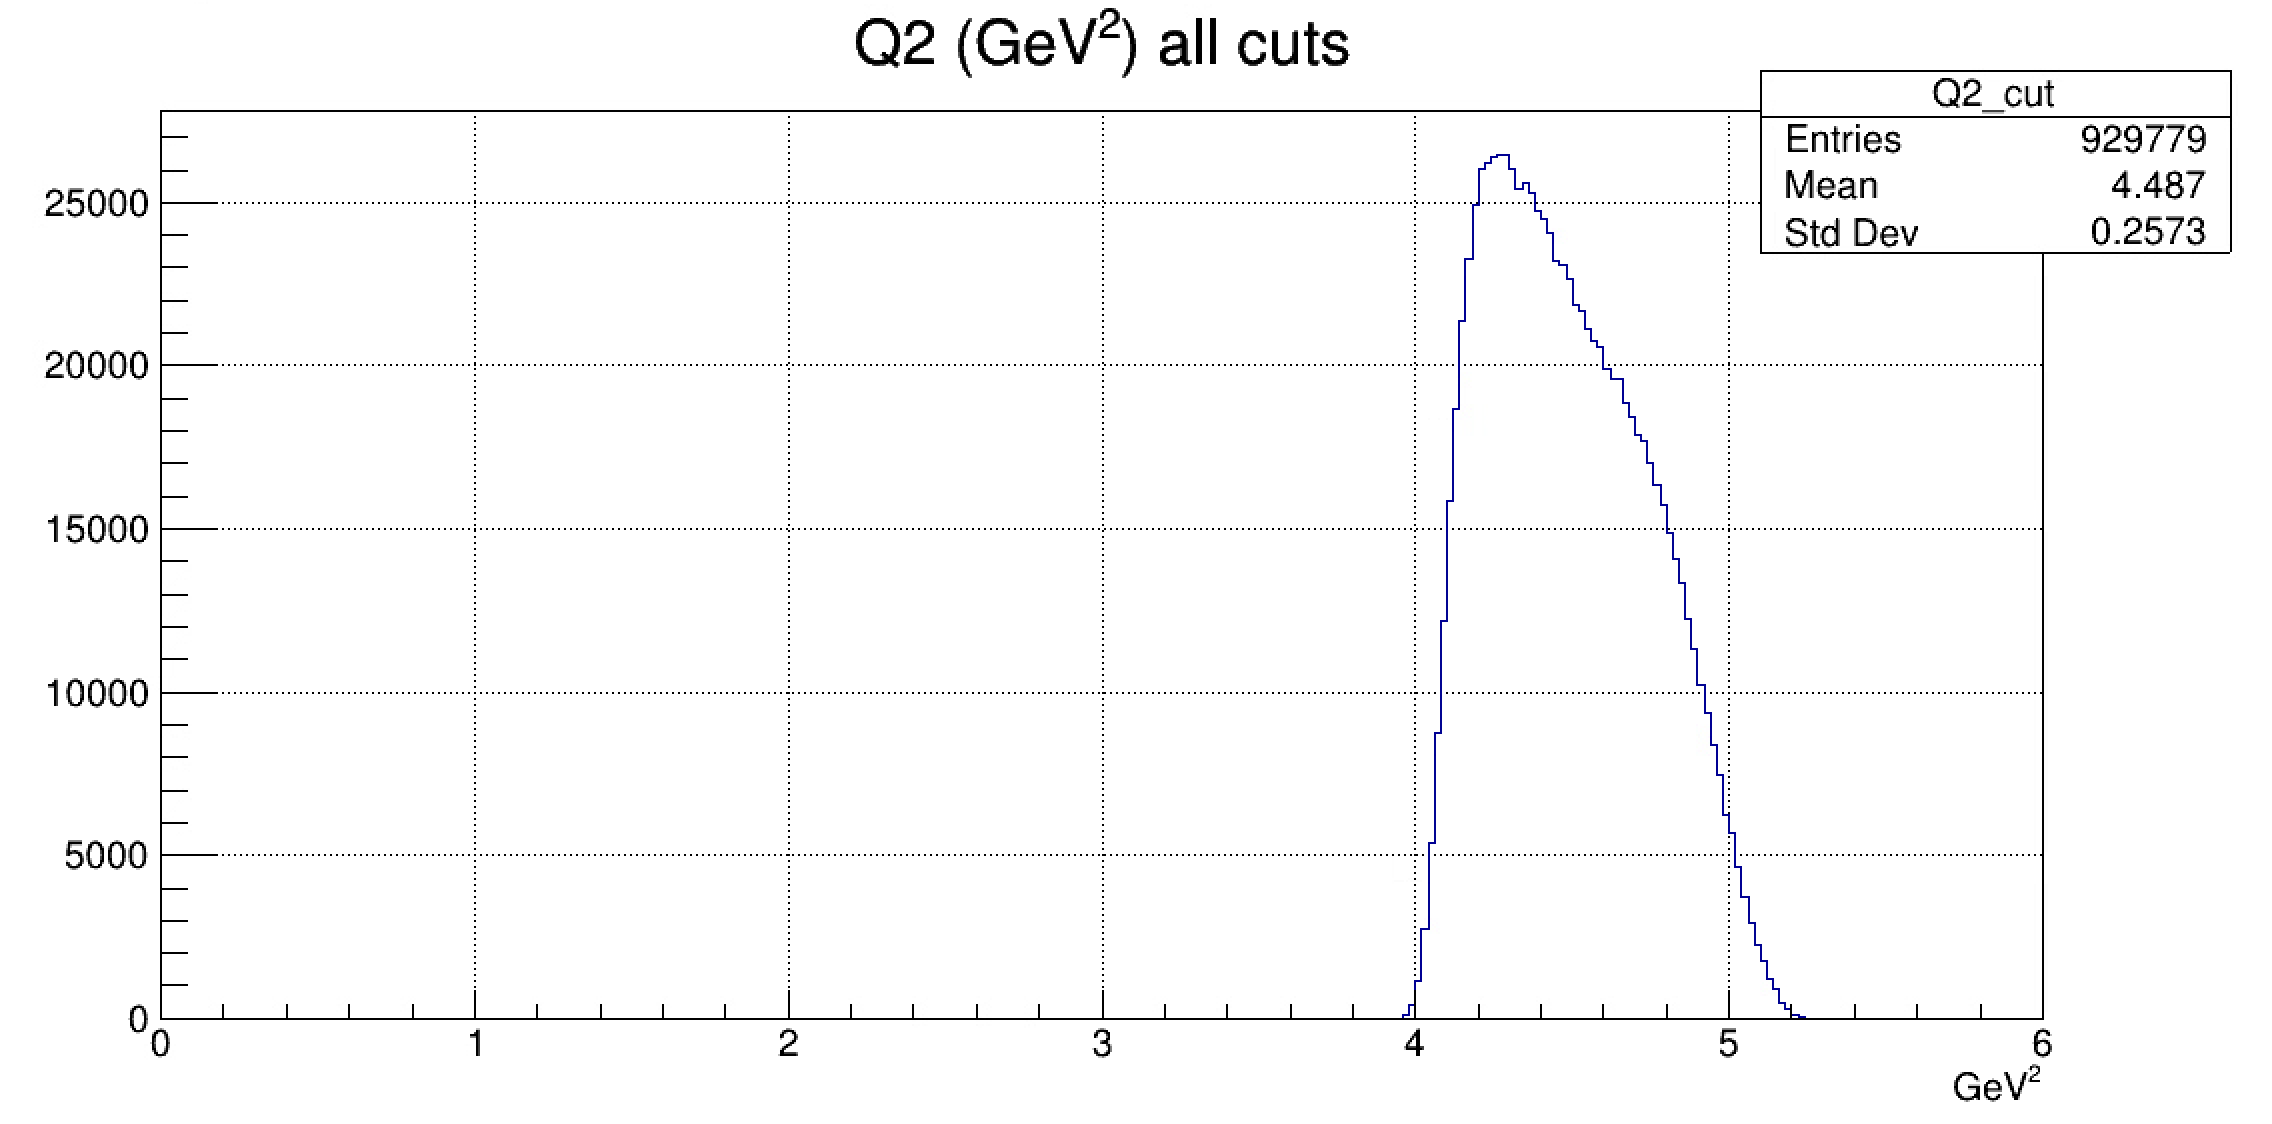 Q2 (GeV²) all cuts
Q2_cut
Entries 929779
Mean 4.487
Std Dev 0.2573
25000
20000
15000
10000
5000
0
0 1 2 3 4 5 6
GeV²